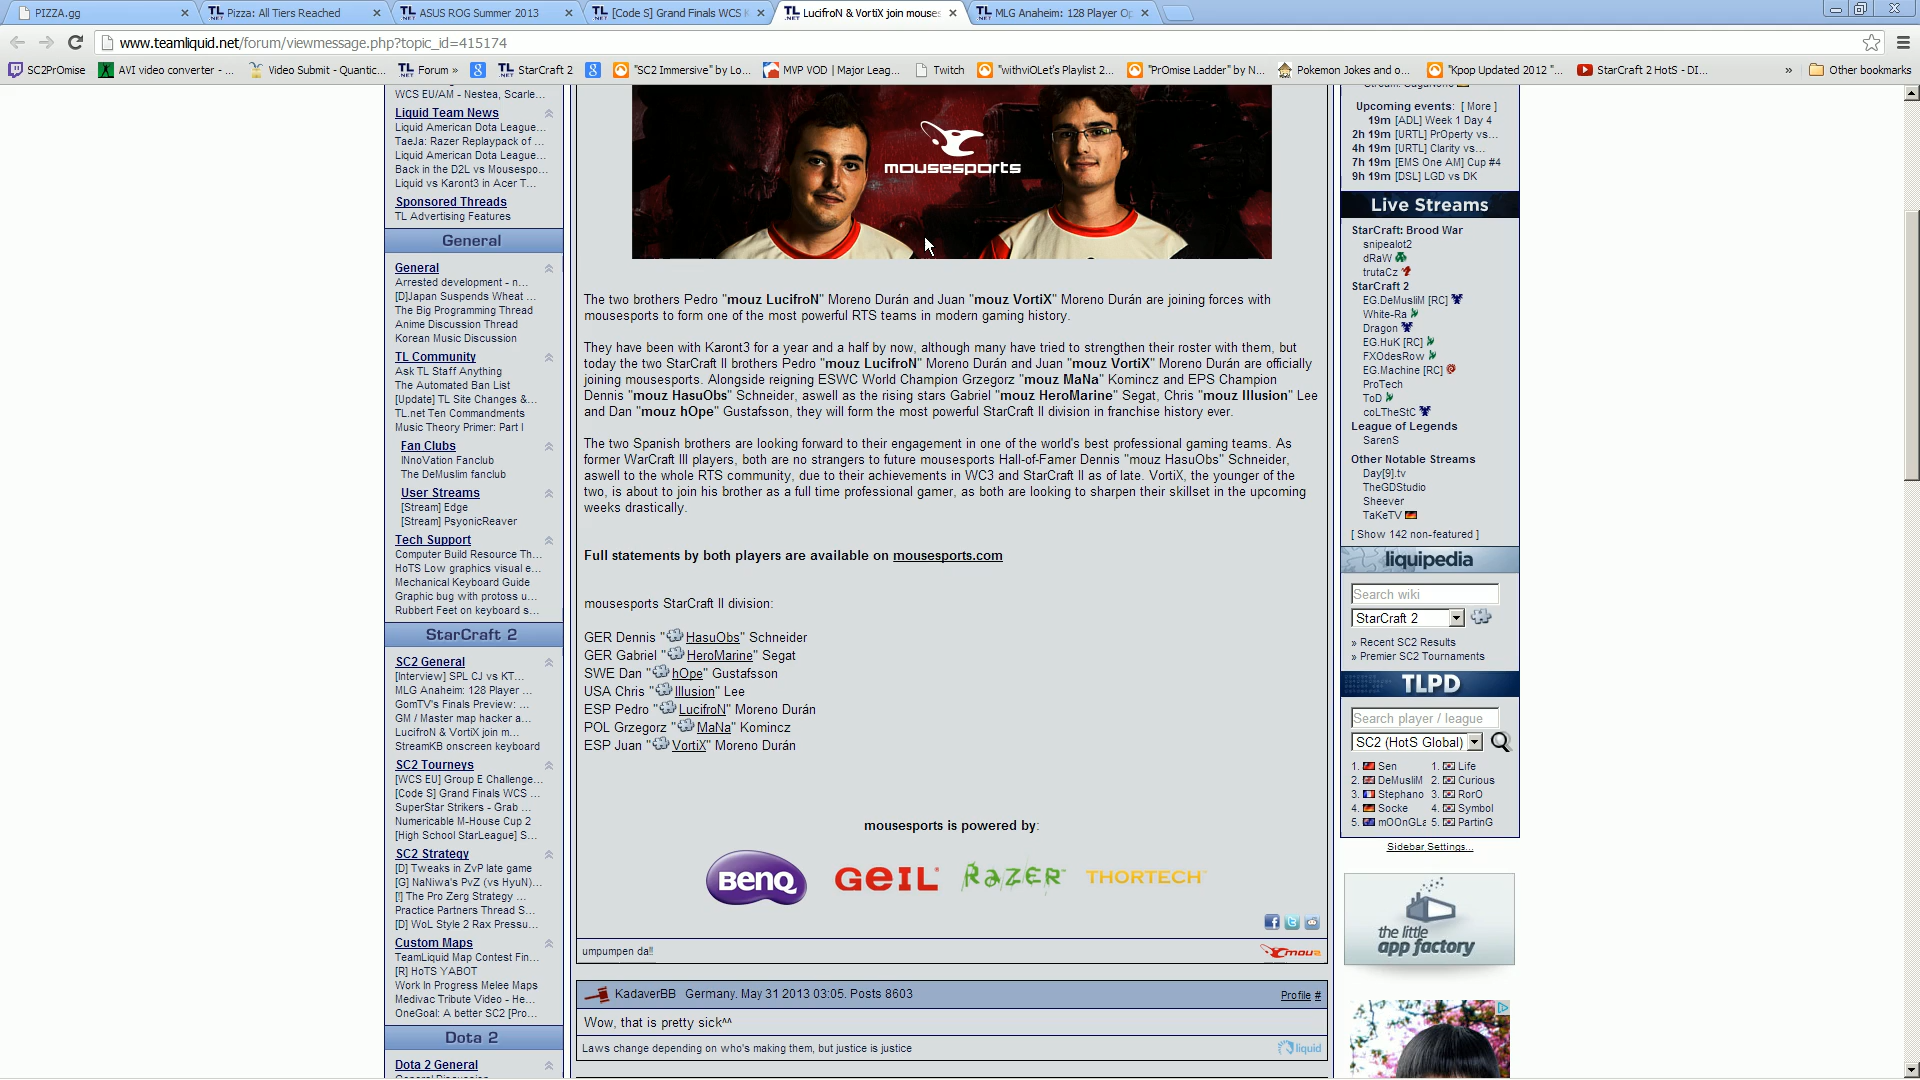 PIZZA.gg
Pizza: All Tiers Reached
ASUS ROG Summer 2013
[Code S] Grand Finals WCS K
LucifroN & VortiX join mouses
MLG Anaheim: 128 Player Op
www.teamliquid.net/forum/viewmessage.php?topic_id=415174
SC2PrOmise
AVI video converter - ...
Video Submit - Quantic...
Forum »
StarCraft 2
"SC2 Immersive" by Lo...
MVP VOD | Major Leag...
Twitch
"withviOLet's Playlist 2...
"PrOmise Ladder" by N...
Pokemon Jokes and o...
"Kpop Updated 2012 "...
StarCraft 2 HotS - DI...
»
Other bookmarks
WCS EU/AM - Nestea, Scarle...
Liquid Team News
Liquid American Dota League...
TaeJa: Razer Replaypack of ...
Liquid American Dota League...
Back in the D2L vs Mousespo...
Liquid vs Karont3 in Acer T...
Sponsored Threads
TL Advertising Features
General
General
Arrested development - n...
[D]Japan Suspends Wheat ...
The Big Programming Thread
Anime Discussion Thread
Korean Music Discussion
TL Community
Ask TL Staff Anything
The Automated Ban List
[Update] TL Site Changes &...
TL.net Ten Commandments
Music Theory Primer: Part I
Fan Clubs
INnoVation Fanclub
The DeMuslim fanclub
User Streams
[Stream] Edge
[Stream] PsyonicReaver
Tech Support
Computer Build Resource Th...
HoTS Low graphics visual e...
Mechanical Keyboard Guide
Graphic bug with protoss u...
Rubbert Feet on keyboard s...
StarCraft 2
SC2 General
[Interview] SPL CJ vs KT...
MLG Anaheim: 128 Player ...
GomTV's Finals Preview: ...
GM / Master map hacker a...
LucifroN & VortiX join m...
StreamKB onscreen keyboard
SC2 Tourneys
[WCS EU] Group E Challenge...
[Code S] Grand Finals WCS ...
SuperStar Strikers - Grab ...
Numericable M-House Cup 2
[High School StarLeague] S...
SC2 Strategy
[D] Tweaks in ZvP late game
[G] NaNiwa's PvZ (vs HyuN)...
[!] The Pro Zerg Strategy ...
Practice Partners Thread S...
[D] WoL Style 2 Rax Pressu...
Custom Maps
TeamLiquid Map Contest Fin...
[R] HoTS YABOT
Work In Progress Melee Maps
Medivac Tribute Video - He...
OneGoal: A better SC2 [Pro...
Dota 2
Dota 2 General
mousesports
The two brothers Pedro "mouz LucifroN" Moreno Durán and Juan "mouz VortiX" Moreno Durán are joining forces with
mousesports to form one of the most powerful RTS teams in modern gaming history.
They have been with Karont3 for a year and a half by now, although many have tried to strengthen their roster with them, but
today the two StarCraft II brothers Pedro "mouz LucifroN" Moreno Durán and Juan "mouz VortiX" Moreno Durán are officially
joining mousesports. Alongside reigning ESWC World Champion Grzegorz "mouz MaNa" Komincz and EPS Champion
Dennis "mouz HasuObs" Schneider, aswell as the rising stars Gabriel "mouz HeroMarine" Segat, Chris "mouz Illusion" Lee
and Dan "mouz hOpe" Gustafsson, they will form the most powerful StarCraft II division in franchise history ever.
The two Spanish brothers are looking forward to their engagement in one of the world's best professional gaming teams. As
former WarCraft III players, both are no strangers to future mousesports Hall-of-Famer Dennis "mouz HasuObs" Schneider,
aswell to the whole RTS community, due to their achievements in WC3 and StarCraft II as of late. VortiX, the younger of the
two, is about to join his brother as a full time professional gamer, as both are looking to sharpen their skillset in the upcoming
weeks drastically.
Full statements by both players are available on mousesports.com
mousesports StarCraft II division:
GER Dennis "HasuObs" Schneider
GER Gabriel "HeroMarine" Segat
SWE Dan "hOpe" Gustafsson
USA Chris "Illusion" Lee
ESP Pedro "LucifroN" Moreno Durán
POL Grzegorz "MaNa" Komincz
ESP Juan "VortiX" Moreno Durán
mousesports is powered by:
BenQ
GEIL
RAZER
THORTECH
umpumpen da!!
mouz
KadaverBB Germany. May 31 2013 03:05. Posts 8603
Profile #
Wow, that is pretty sick^^
Laws change depending on who's making them, but justice is justice
liquid
Upcoming events: [ More ]
19m [ADL] Week 1 Day 4
2h 19m [URTL] PrOperty vs...
4h 19m [URTL] Clarity vs...
7h 19m [EMS One AM] Cup #4
9h 19m [DSL] LGD vs DK
Live Streams
StarCraft: Brood War
snipealot2
dRaW
trutaCz
StarCraft 2
EG.DeMusliM [RC]
White-Ra
Dragon
EG.HuK [RC]
FXOdesRow
EG.Machine [RC]
ProTech
ToD
coLTheStC
League of Legends
SarenS
Other Notable Streams
Day[9].tv
TheGDStudio
Sheever
TaKeTV
[ Show 142 non-featured ]
liquipedia
Search wiki
StarCraft 2
» Recent SC2 Results
» Premier SC2 Tournaments
TLPD
Search player / league
SC2 (HotS Global)
1. Sen 1. Life
2. DeMusliM 2. Curious
3. Stephano 3. RorO
4. Socke 4. Symbol
5. mOOnGLa 5. PartinG
Sidebar Settings...
the little
app factory